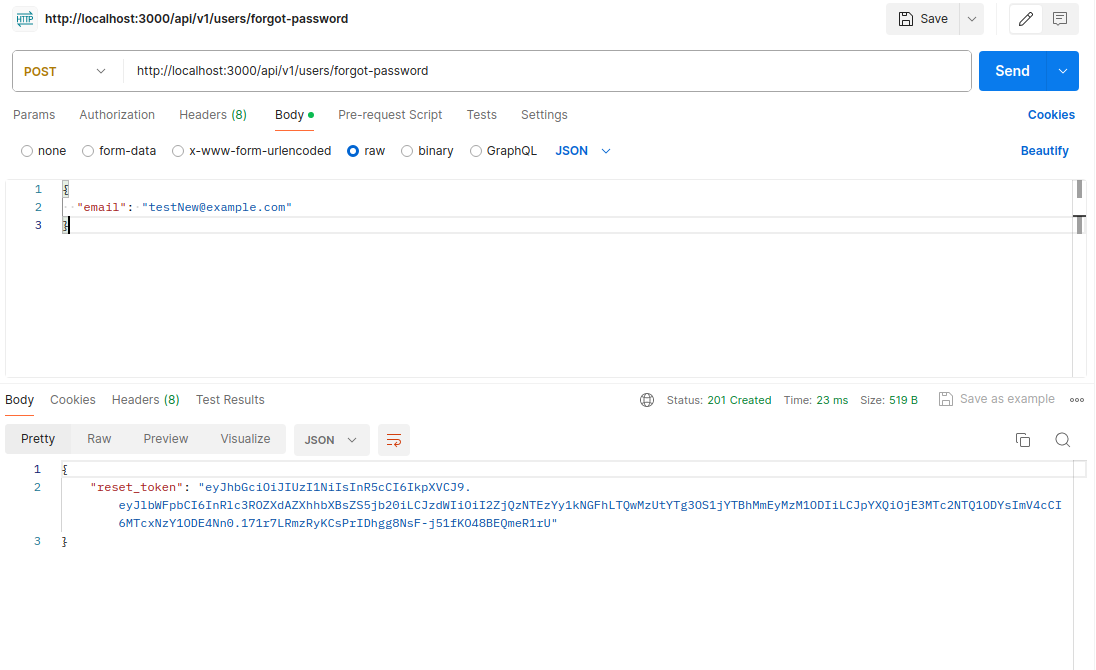 HTTP http://localhost:3000/api/v1/users/forgot-password Save
POST http://localhost:3000/api/v1/users/forgot-password Send
Params Authorization Headers (8) Body Pre-request Script Tests Settings Cookies
none form-data x-www-form-urlencoded raw binary GraphQL JSON Beautify
1 {
2 "email": "testNew@example.com"
3 }
Body Cookies Headers (8) Test Results Status: 201 Created Time: 23 ms Size: 519 B Save as example
Pretty Raw Preview Visualize JSON
1 {
2 "reset_token": "eyJhbGciOiJIUzI1NiIsInR5cCI6IkpXVCJ9.
eyJlbWFpbCI6InRlc3ROZXdAZXhhbXBsZS5jb20iLCJzdWIiOiI2ZjQzNTEzYy1kNGFhLTQwMzUtYTg3OS1jYTBhMmEyMzM1ODIiLCJpYXQiOjE3MTc2NTQ1ODYsImV4cCI
6MTcxNzY1ODE4Nn0.171r7LRmzRyKCsPrIDhgg8NsF-j51fKO48BEQmeR1rU"
3 }